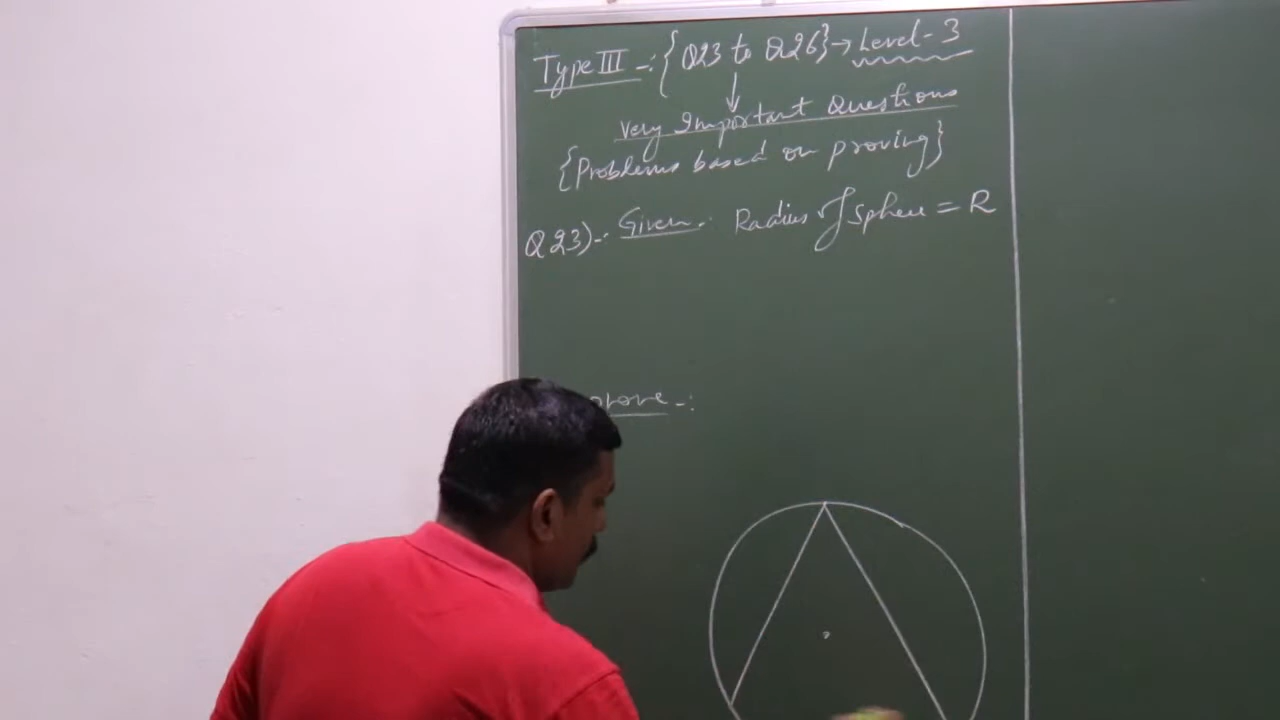 Type III -: {Q23 to Q26} → Level-3
Very Important Questions
{Problems based on proving}
Q23) -: Given -: Radius of sphere = R
prove -: